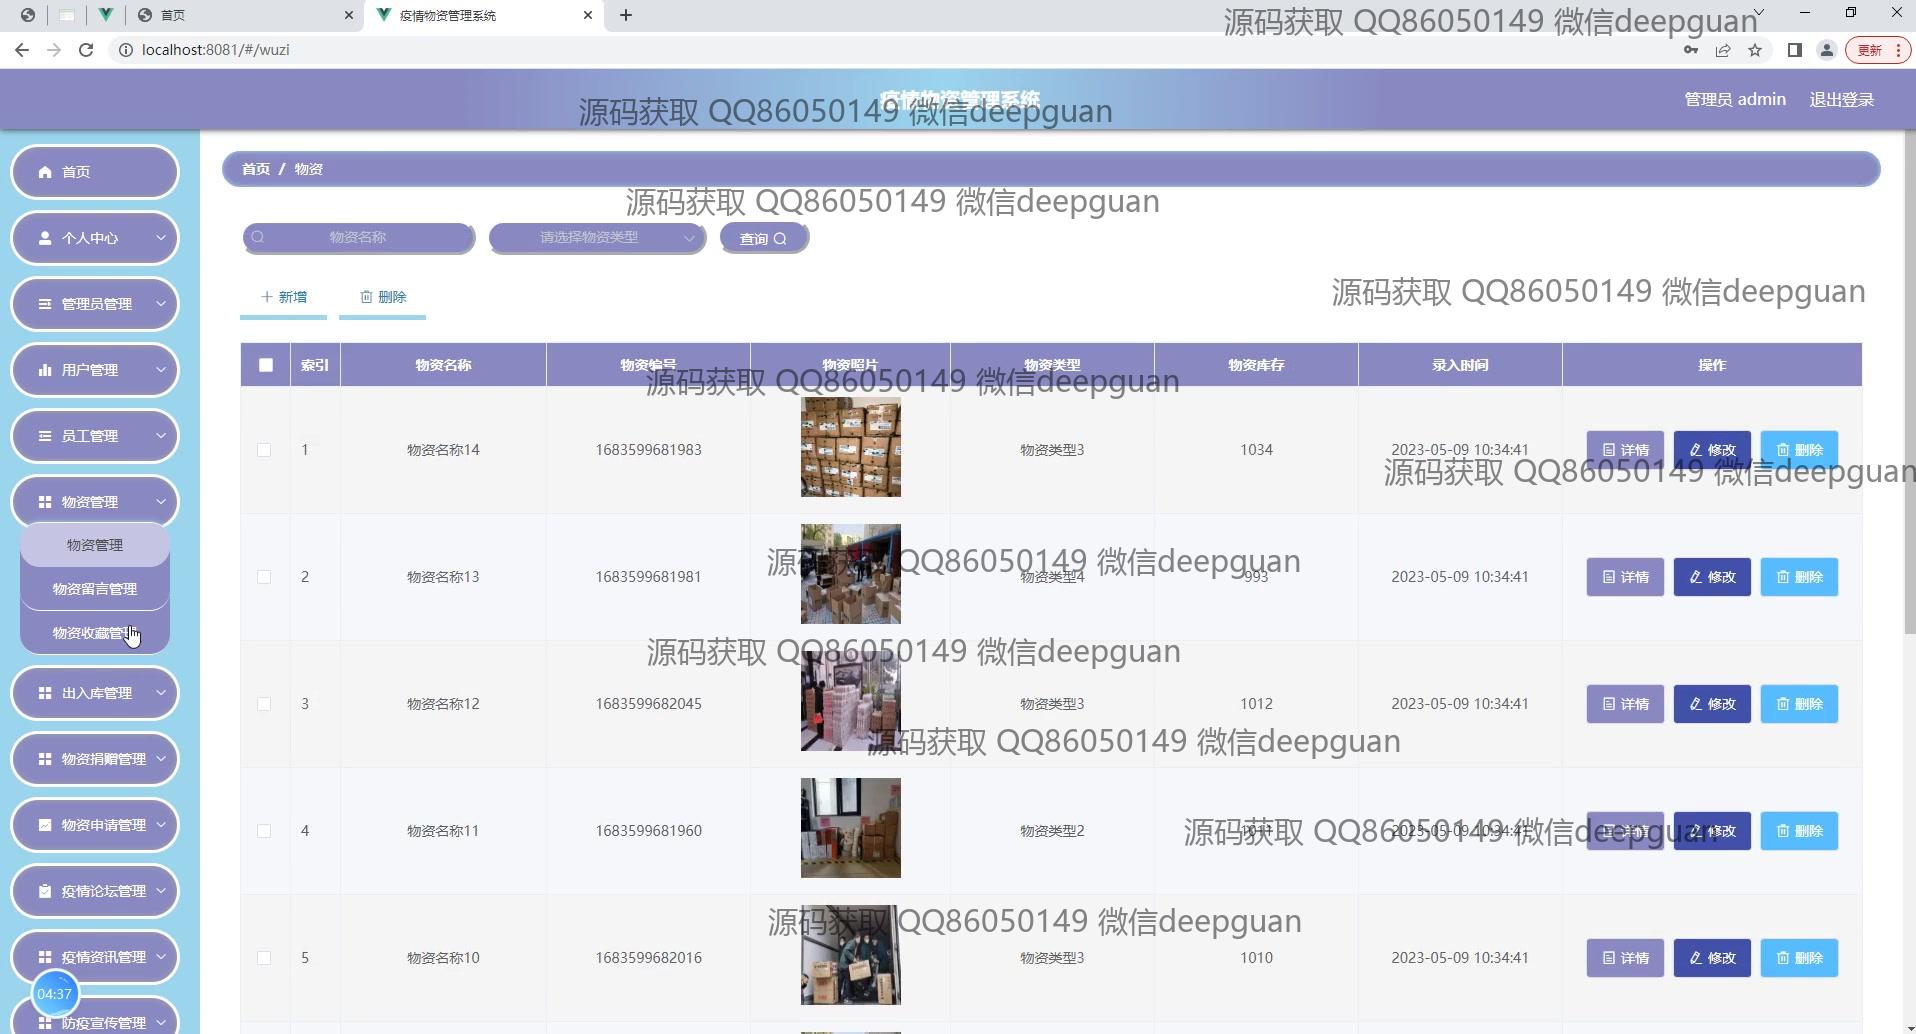 首页
疫情物资管理系统
源码获取 QQ86050149 微信deepguan
localhost:8081/#/wuzi
更新
疫情物资管理系统
源码获取 QQ86050149 微信deepguan
管理员 admin
退出登录
首页
个人中心
管理员管理
用户管理
员工管理
物资管理
物资管理
物资留言管理
物资收藏管理
出入库管理
物资捐赠管理
物资申请管理
疫情论坛管理
疫情资讯管理
04:37
防疫宣传管理
首页 / 物资
源码获取 QQ86050149 微信deepguan
物资名称
请选择物资类型
查询
新增
删除
源码获取 QQ86050149 微信deepguan
索引 物资名称 物资编号 物资照片 物资类型 物资库存 录入时间 操作
源码获取 QQ86050149 微信deepguan
1 物资名称14 1683599681983 物资类型3 1034 2023-05-09 10:34:41 详情 修改 删除
源码获取 QQ86050149 微信deepguan
源码获取 QQ86050149 微信deepguan
2 物资名称13 1683599681981 物资类型4 993 2023-05-09 10:34:41 详情 修改 删除
源码获取 QQ86050149 微信deepguan
3 物资名称12 1683599682045 物资类型3 1012 2023-05-09 10:34:41 详情 修改 删除
源码获取 QQ86050149 微信deepguan
4 物资名称11 1683599681960 物资类型2 1011 2023-05-09 10:34:41 详情 修改 删除
源码获取 QQ86050149 微信deepguan
源码获取 QQ86050149 微信deepguan
5 物资名称10 1683599682016 物资类型3 1010 2023-05-09 10:34:41 详情 修改 删除